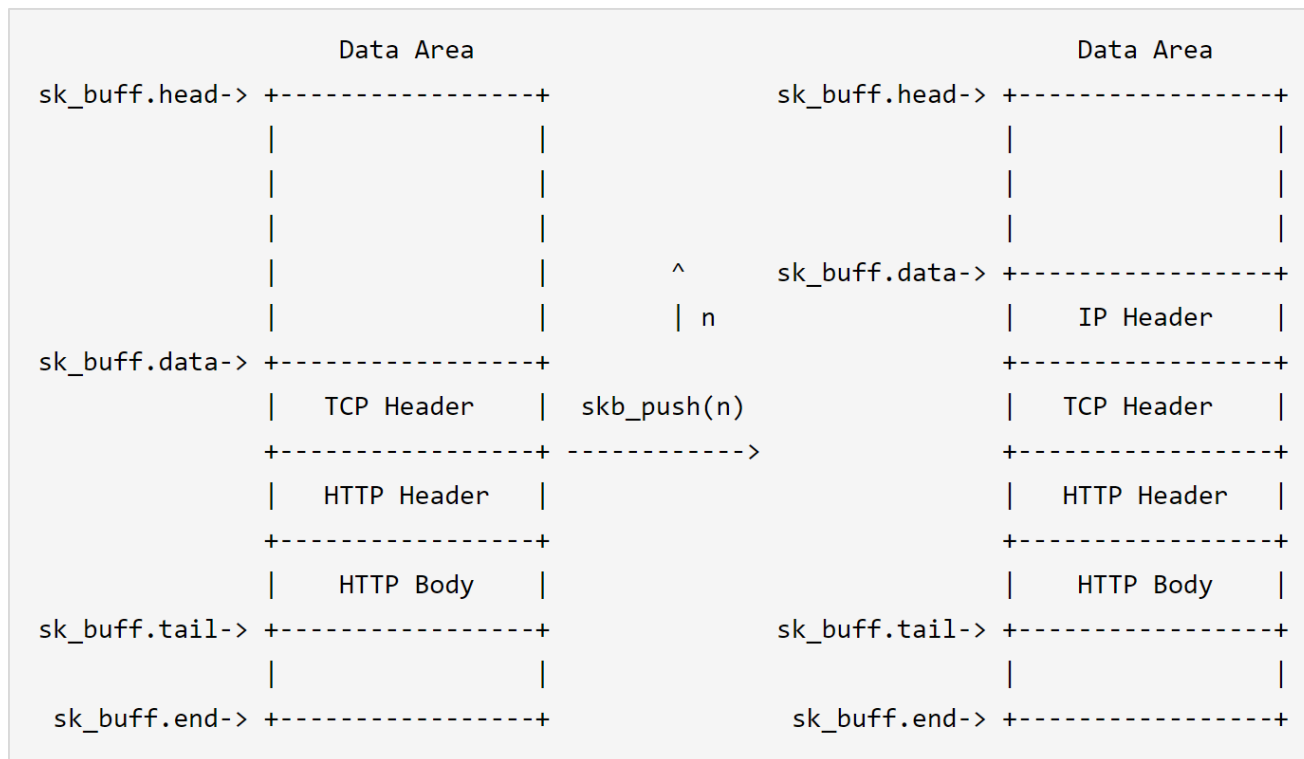 Data Area                                        Data Area
sk_buff.head-> +-----------------+               sk_buff.head-> +-----------------+
               |                 |                              |                 |
               |                 |                              |                 |
               |                 |                              |                 |
               |                 |        ^      sk_buff.data-> +-----------------+
               |                 |        | n                   |    IP Header    |
sk_buff.data-> +-----------------+                              +-----------------+
               |   TCP Header    |  skb_push(n)                 |   TCP Header    |
               +-----------------+ ------------>                +-----------------+
               |   HTTP Header   |                              |   HTTP Header   |
               +-----------------+                              +-----------------+
               |    HTTP Body    |                              |    HTTP Body    |
sk_buff.tail-> +-----------------+               sk_buff.tail-> +-----------------+
               |                 |                              |                 |
 sk_buff.end-> +-----------------+                sk_buff.end-> +-----------------+